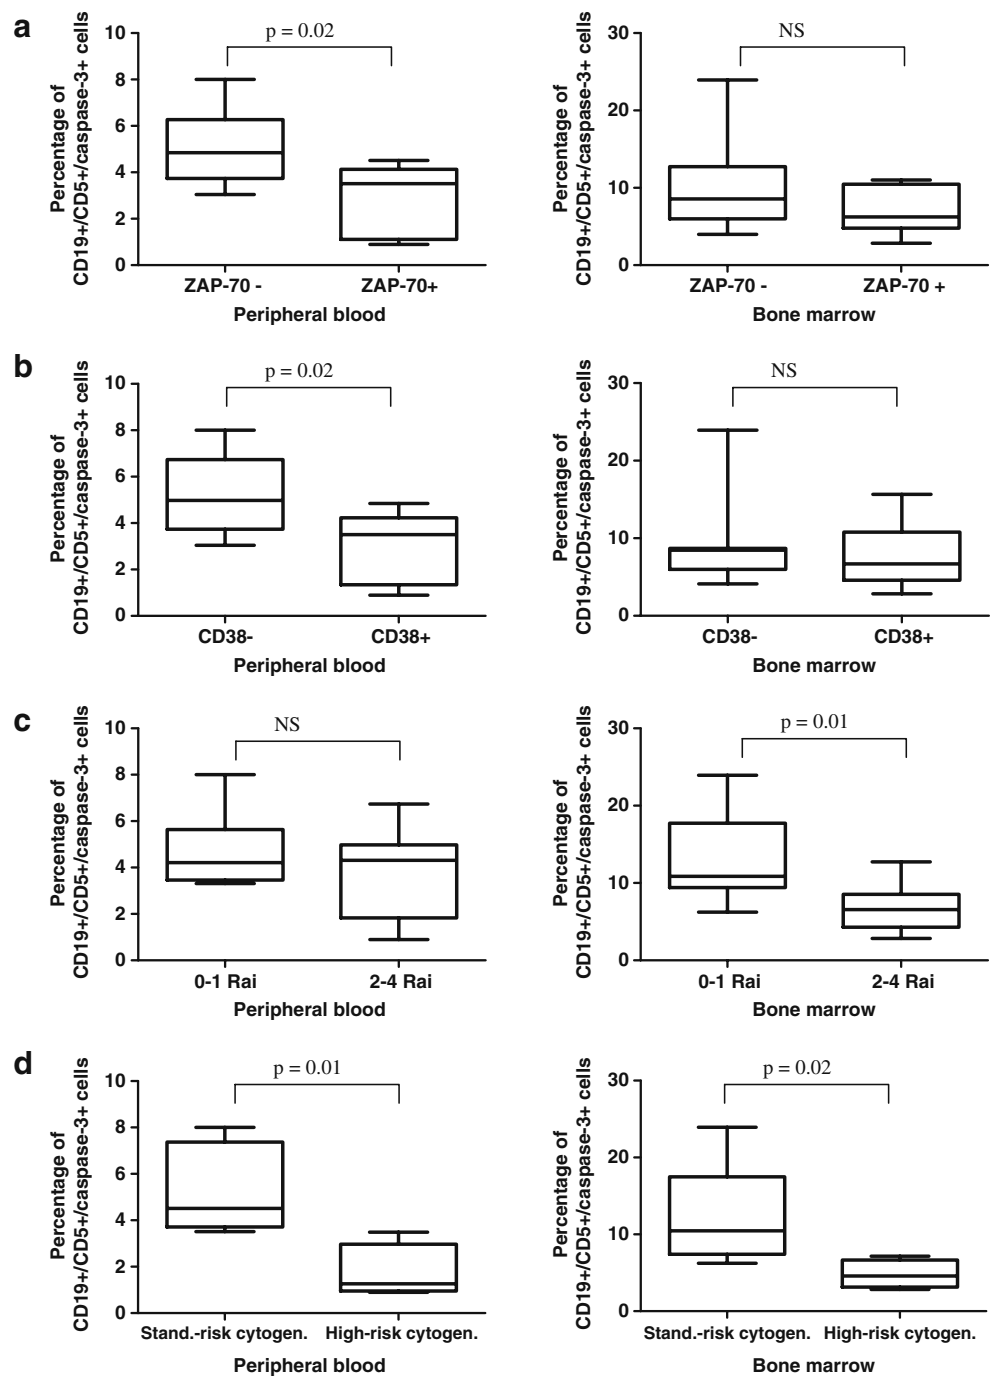 a
Percentage of
CD19+/CD5+/caspase-3+ cells
10
8
6
4
2
0
p = 0.02
ZAP-70 -
ZAP-70+
Peripheral blood
Percentage of
CD19+/CD5+/caspase-3+ cells
30
20
10
0
NS
ZAP-70 -
ZAP-70 +
Bone marrow
b
Percentage of
CD19+/CD5+/caspase-3+ cells
10
8
6
4
2
0
p = 0.02
CD38-
CD38+
Peripheral blood
Percentage of
CD19+/CD5+/caspase-3+ cells
30
20
10
0
NS
CD38-
CD38+
Bone marrow
c
Percentage of
CD19+/CD5+/caspase-3+ cells
10
8
6
4
2
0
NS
0-1 Rai
2-4 Rai
Peripheral blood
Percentage of
CD19+/CD5+/caspase-3+ cells
30
20
10
0
p = 0.01
0-1 Rai
2-4 Rai
Bone marrow
d
Percentage of
CD19+/CD5+/caspase-3+ cells
10
8
6
4
2
0
p = 0.01
Stand.-risk cytogen.
High-risk cytogen.
Peripheral blood
Percentage of
CD19+/CD5+/caspase-3+ cells
30
20
10
0
p = 0.02
Stand.-risk cytogen.
High-risk cytogen.
Bone marrow